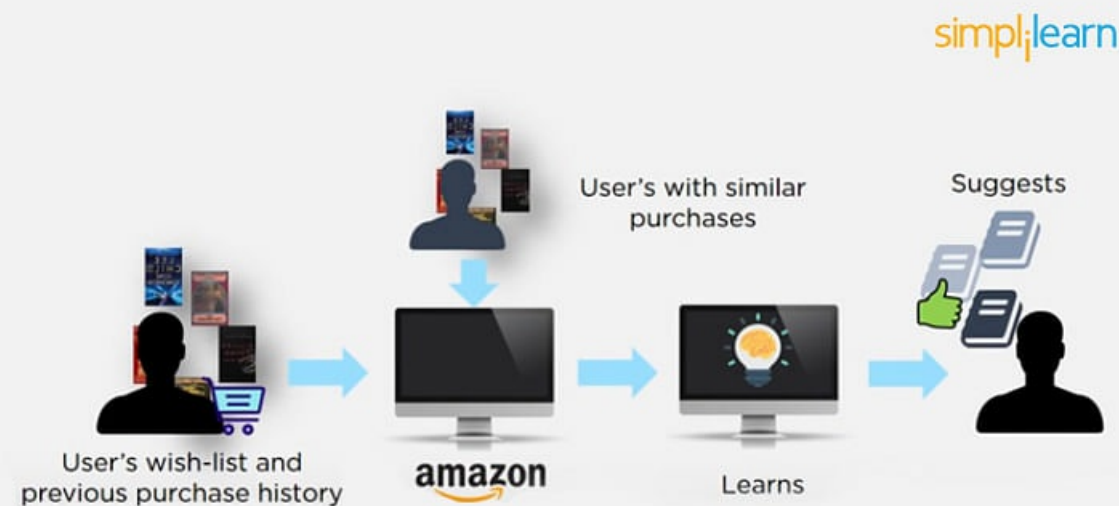 simplilearn
User's with similar
purchases
Suggests
User's wish-list and
previous purchase history
amazon
Learns